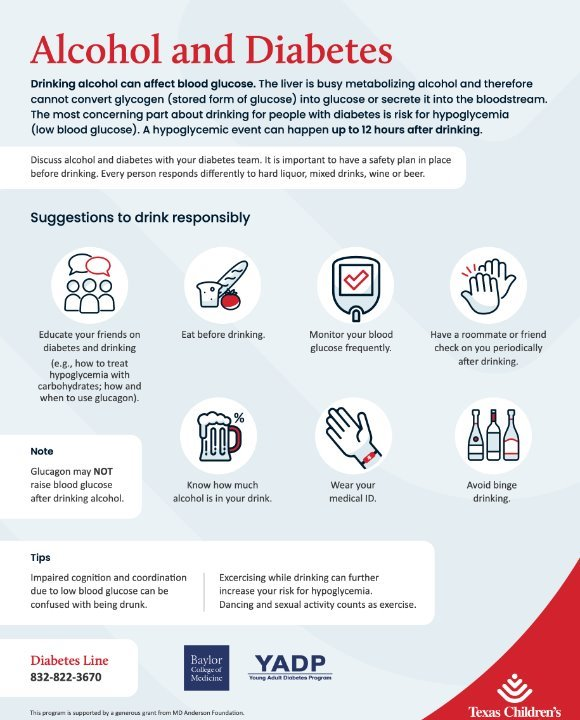 Alcohol and Diabetes
Drinking alcohol can affect blood glucose. The liver is busy metabolizing alcohol and therefore
cannot convert glycogen (stored form of glucose) into glucose or secrete it into the bloodstream.
The most concerning part about drinking for people with diabetes is risk for hypoglycemia
(low blood glucose). A hypoglycemic event can happen up to 12 hours after drinking.
Discuss alcohol and diabetes with your diabetes team. It is important to have a safety plan in place
before drinking. Every person responds differently to hard liquor, mixed drinks, wine or beer.
Suggestions to drink responsibly
Educate your friends on
diabetes and drinking
(e.g., how to treat
hypoglycemia with
carbohydrates; how and
when to use glucagon).
Eat before drinking.
Monitor your blood
glucose frequently.
Have a roommate or friend
check on you periodically
after drinking.
%
Know how much
alcohol is in your drink.
Wear your
medical ID.
Avoid binge
drinking.
Note
Glucagon may NOT
raise blood glucose
after drinking alcohol.
Tips
Impaired cognition and coordination
due to low blood glucose can be
confused with being drunk.
Excercising while drinking can further
increase your risk for hypoglycemia.
Dancing and sexual activity counts as exercise.
Diabetes Line
832-822-3670
Baylor
College of
Medicine
YADP
Young Adult Diabetes Program
This program is supported by a generous grant from MD Anderson Foundation.
Texas Children's